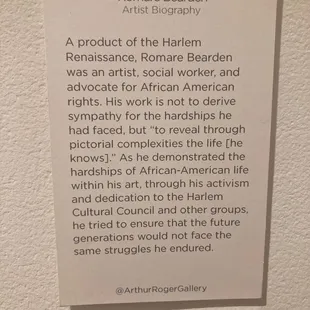 Romare Bearden
Artist Biography
A product of the Harlem
Renaissance, Romare Bearden
was an artist, social worker, and
advocate for African American
rights. His work is not to derive
sympathy for the hardships he
had faced, but “to reveal through
pictorial complexities the life [he
knows].” As he demonstrated the
hardships of African-American life
within his art, through his activism
and dedication to the Harlem
Cultural Council and other groups,
he tried to ensure that the future
generations would not face the
same struggles he endured.
@ArthurRogerGallery